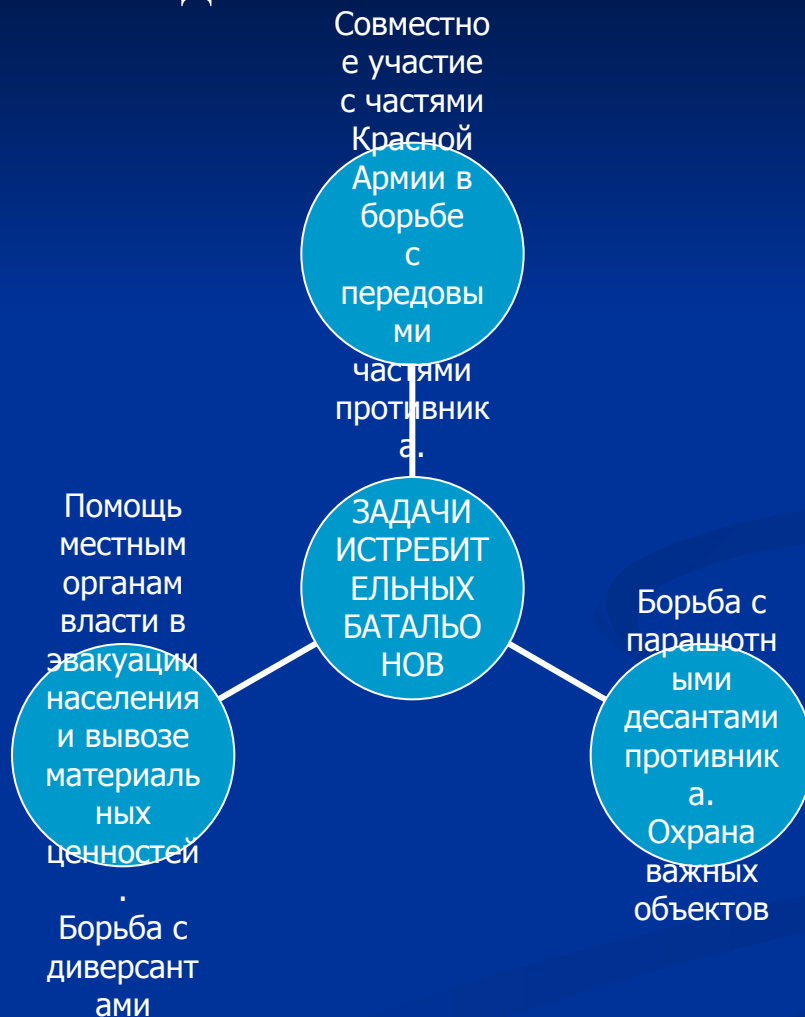 Совместно
е участие
с частями
Красной
Армии в
борьбе
с
передовы
ми
частями
противник
а.
ЗАДАЧИ
ИСТРЕБИТ
ЕЛЬНЫХ
БАТАЛЬО
НОВ
Помощь
местным
органам
власти в
эвакуации
населения
и вывозе
материаль
ных
ценностей
.
Борьба с
диверсант
ами
Борьба с
парашютн
ыми
десантами
противник
а.
Охрана
важных
объектов